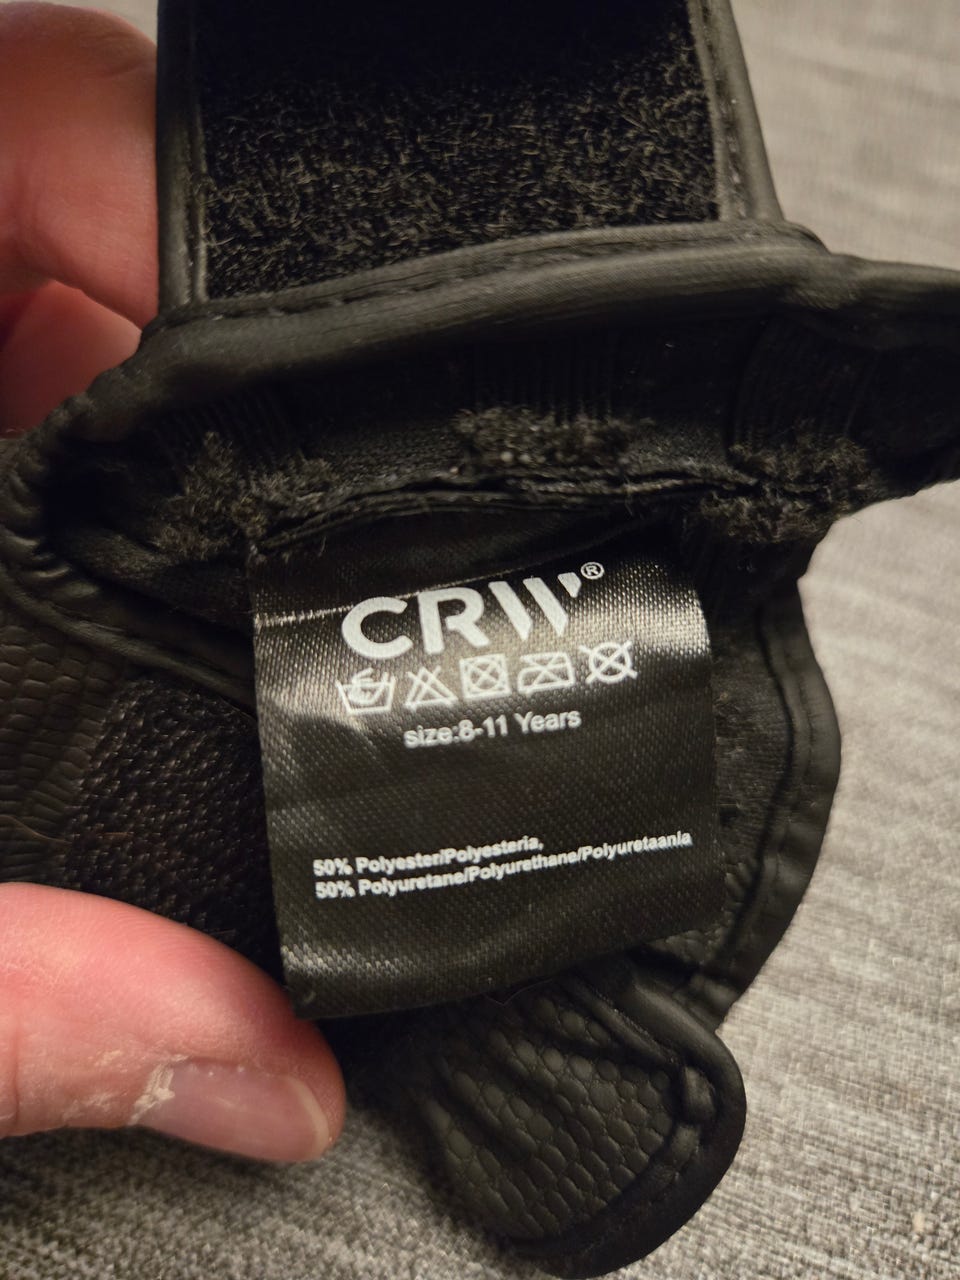 CRW®
size:8-11 Years
50% Polyester/Polyesteria,
50% Polyuretane/Polyurethane/Polyuretaania